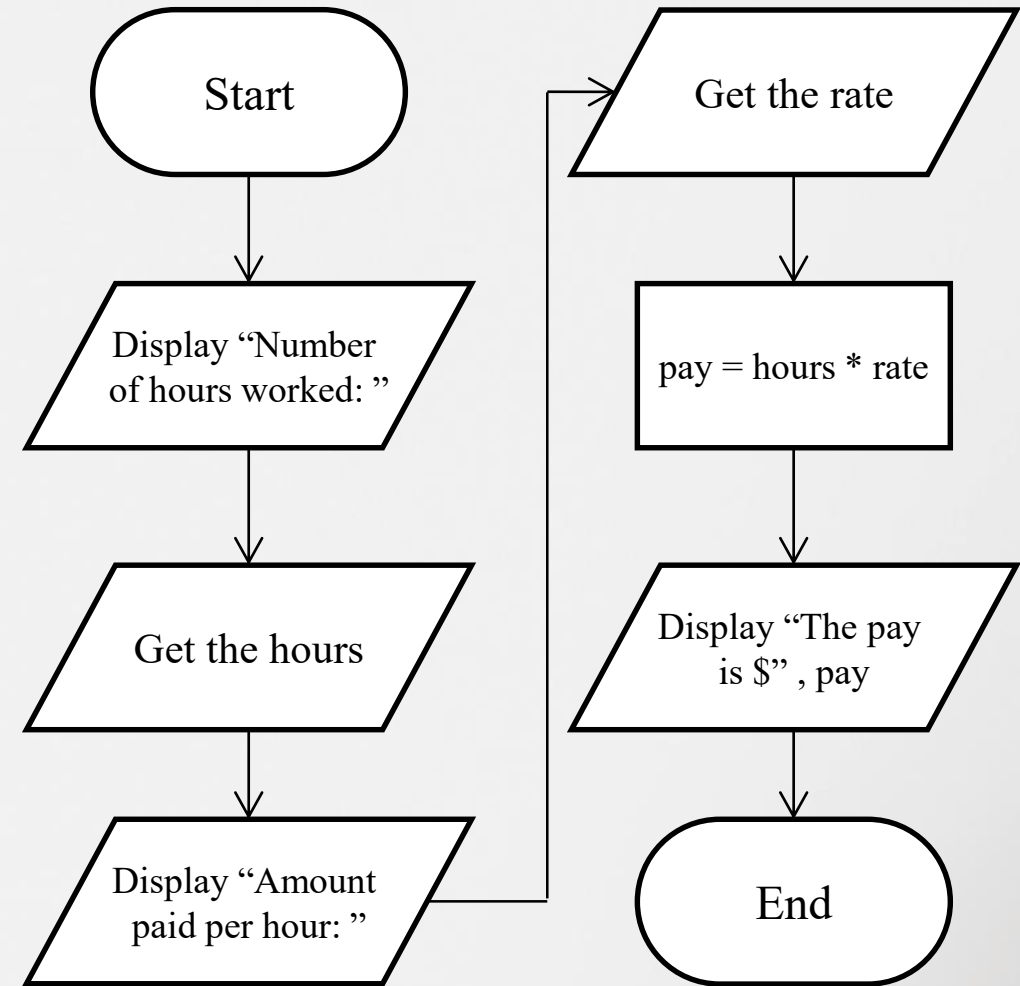 Start
Display “Number
of hours worked: ”
Get the hours
Display “Amount
paid per hour: ”
Get the rate
pay = hours * rate
Display “The pay
is $” , pay
End